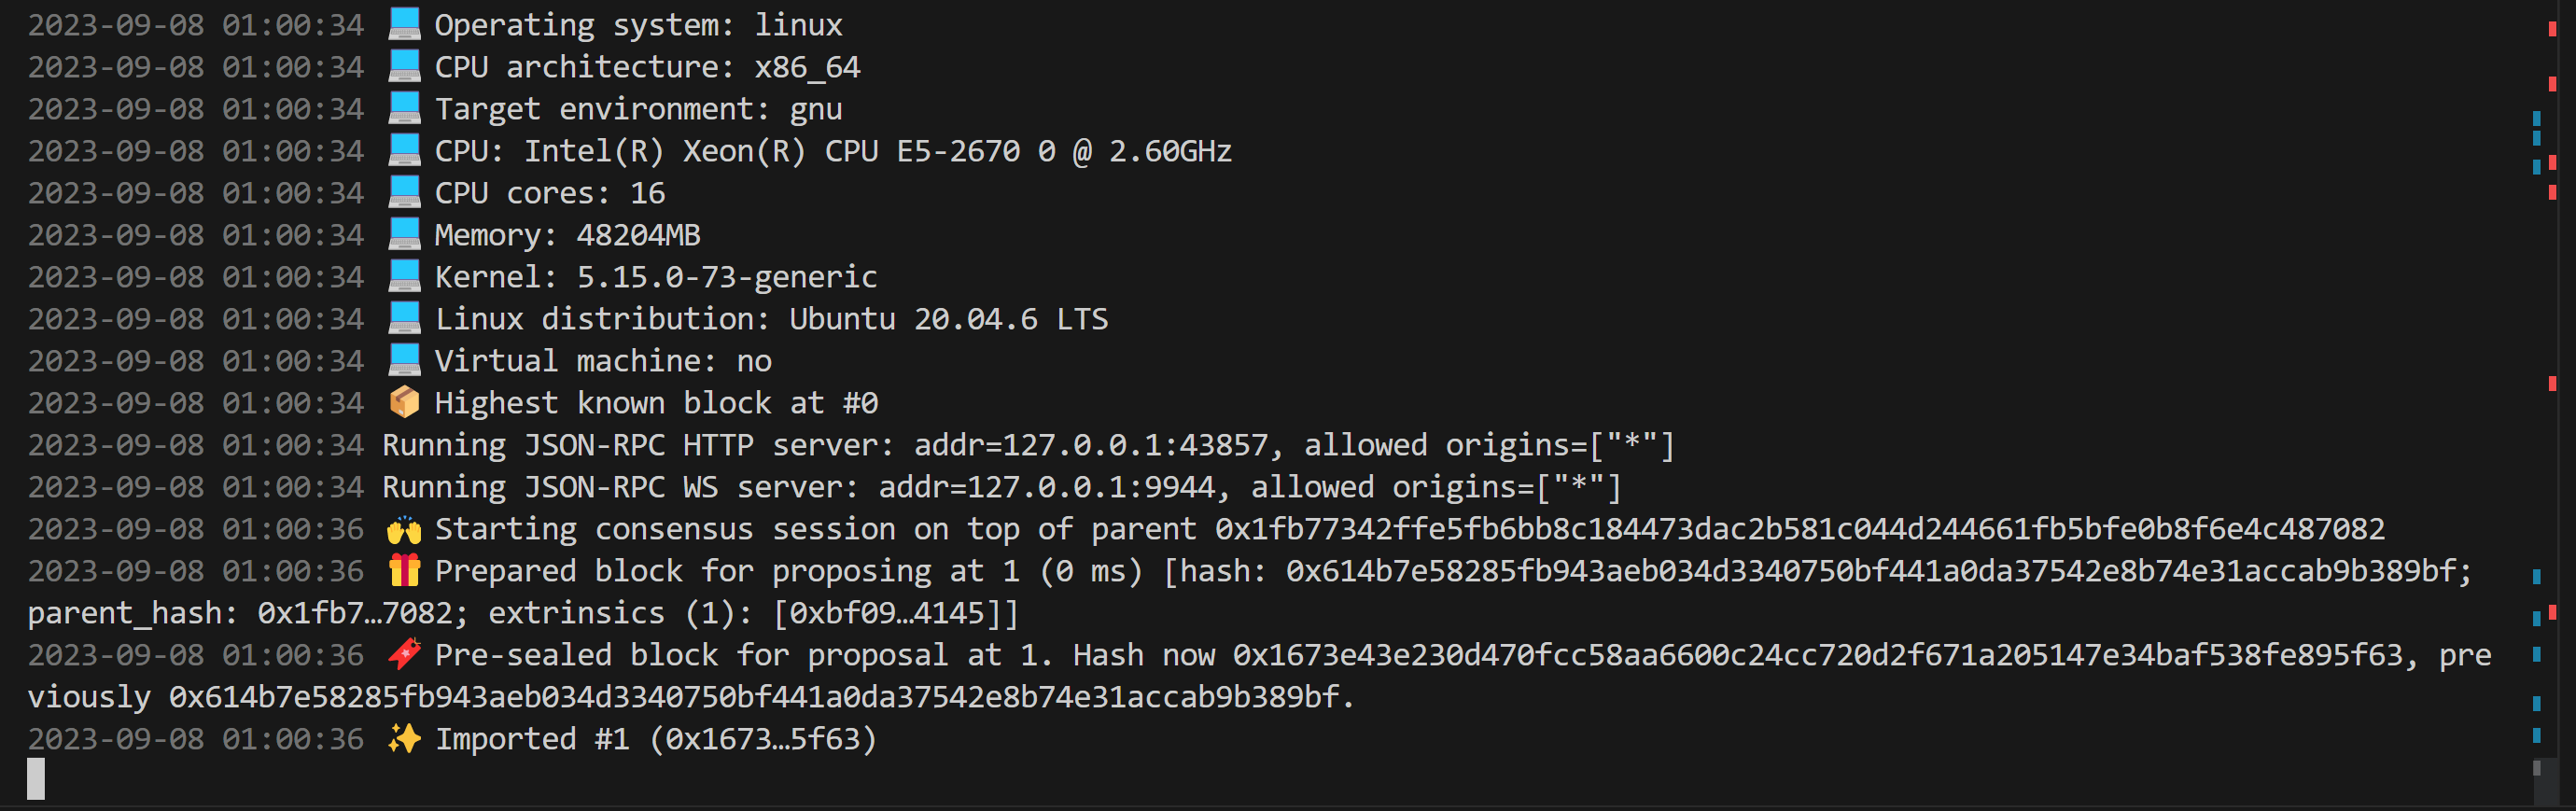 2023-09-08 01:00:34 💻 Operating system: linux
2023-09-08 01:00:34 💻 CPU architecture: x86_64
2023-09-08 01:00:34 💻 Target environment: gnu
2023-09-08 01:00:34 💻 CPU: Intel(R) Xeon(R) CPU E5-2670 0 @ 2.60GHz
2023-09-08 01:00:34 💻 CPU cores: 16
2023-09-08 01:00:34 💻 Memory: 48204MB
2023-09-08 01:00:34 💻 Kernel: 5.15.0-73-generic
2023-09-08 01:00:34 💻 Linux distribution: Ubuntu 20.04.6 LTS
2023-09-08 01:00:34 💻 Virtual machine: no
2023-09-08 01:00:34 📦 Highest known block at #0
2023-09-08 01:00:34 Running JSON-RPC HTTP server: addr=127.0.0.1:43857, allowed origins=["*"]
2023-09-08 01:00:34 Running JSON-RPC WS server: addr=127.0.0.1:9944, allowed origins=["*"]
2023-09-08 01:00:36 🙌 Starting consensus session on top of parent 0x1fb77342ffe5fb6bb8c184473dac2b581c044d244661fb5bfe0b8f6e4c487082
2023-09-08 01:00:36 🎁 Prepared block for proposing at 1 (0 ms) [hash: 0x614b7e58285fb943aeb034d3340750bf441a0da37542e8b74e31accab9b389bf;
parent_hash: 0x1fb7…7082; extrinsics (1): [0xbf09…4145]]
2023-09-08 01:00:36 🔖 Pre-sealed block for proposal at 1. Hash now 0x1673e43e230d470fcc58aa6600c24cc720d2f671a205147e34baf538fe895f63, pre
viously 0x614b7e58285fb943aeb034d3340750bf441a0da37542e8b74e31accab9b389bf.
2023-09-08 01:00:36 ✨ Imported #1 (0x1673…5f63)